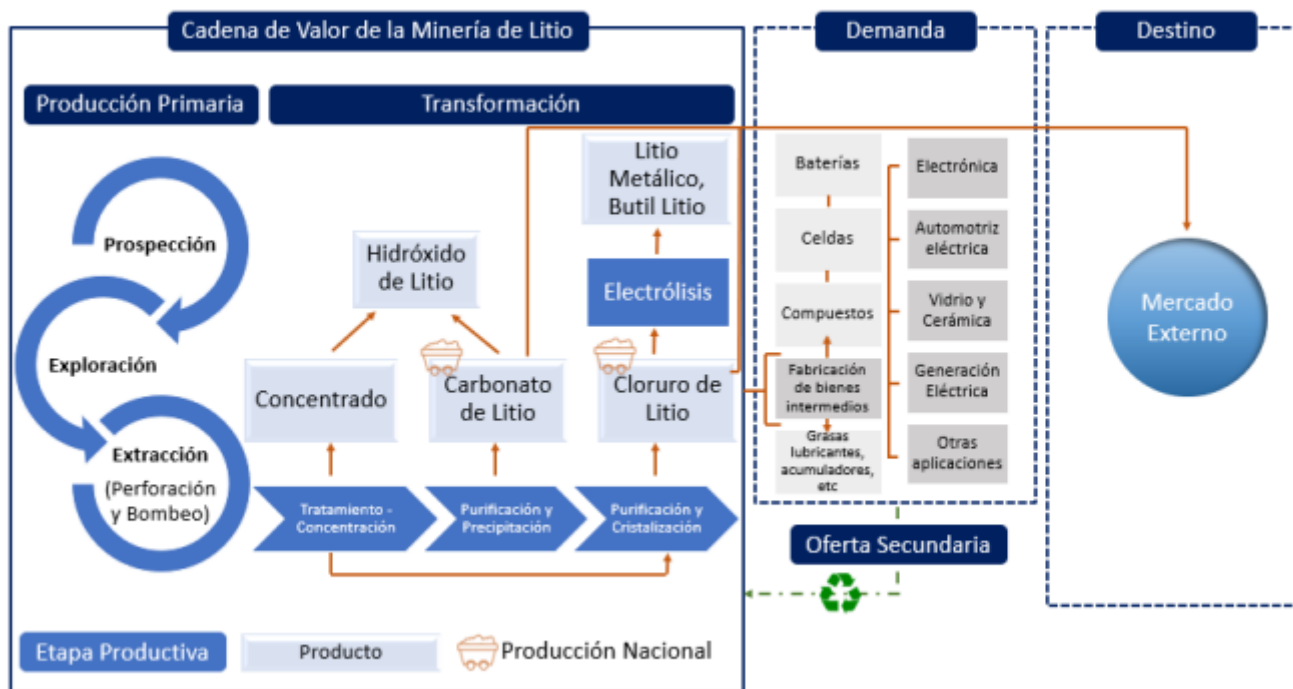 Cadena de Valor de la Minería de Litio
Demanda
Destino
Producción Primaria
Transformación
Prospección
Exploración
Extracción
(Perforación
y Bombeo)
Litio
Metálico,
Butil Litio
Hidróxido
de Litio
Electrólisis
Concentrado
Carbonato
de Litio
Cloruro de
Litio
Tratamiento -
Concentración
Purificación y
Precipitación
Purificación y
Cristalización
Baterías
Celdas
Compuestos
Fabricación
de bienes
intermedios
Grasas
lubricantes,
acumuladores,
etc
Electrónica
Automotriz
eléctrica
Vidrio y
Cerámica
Generación
Eléctrica
Otras
aplicaciones
Mercado
Externo
Oferta Secundaria
Etapa Productiva
Producto
Producción Nacional